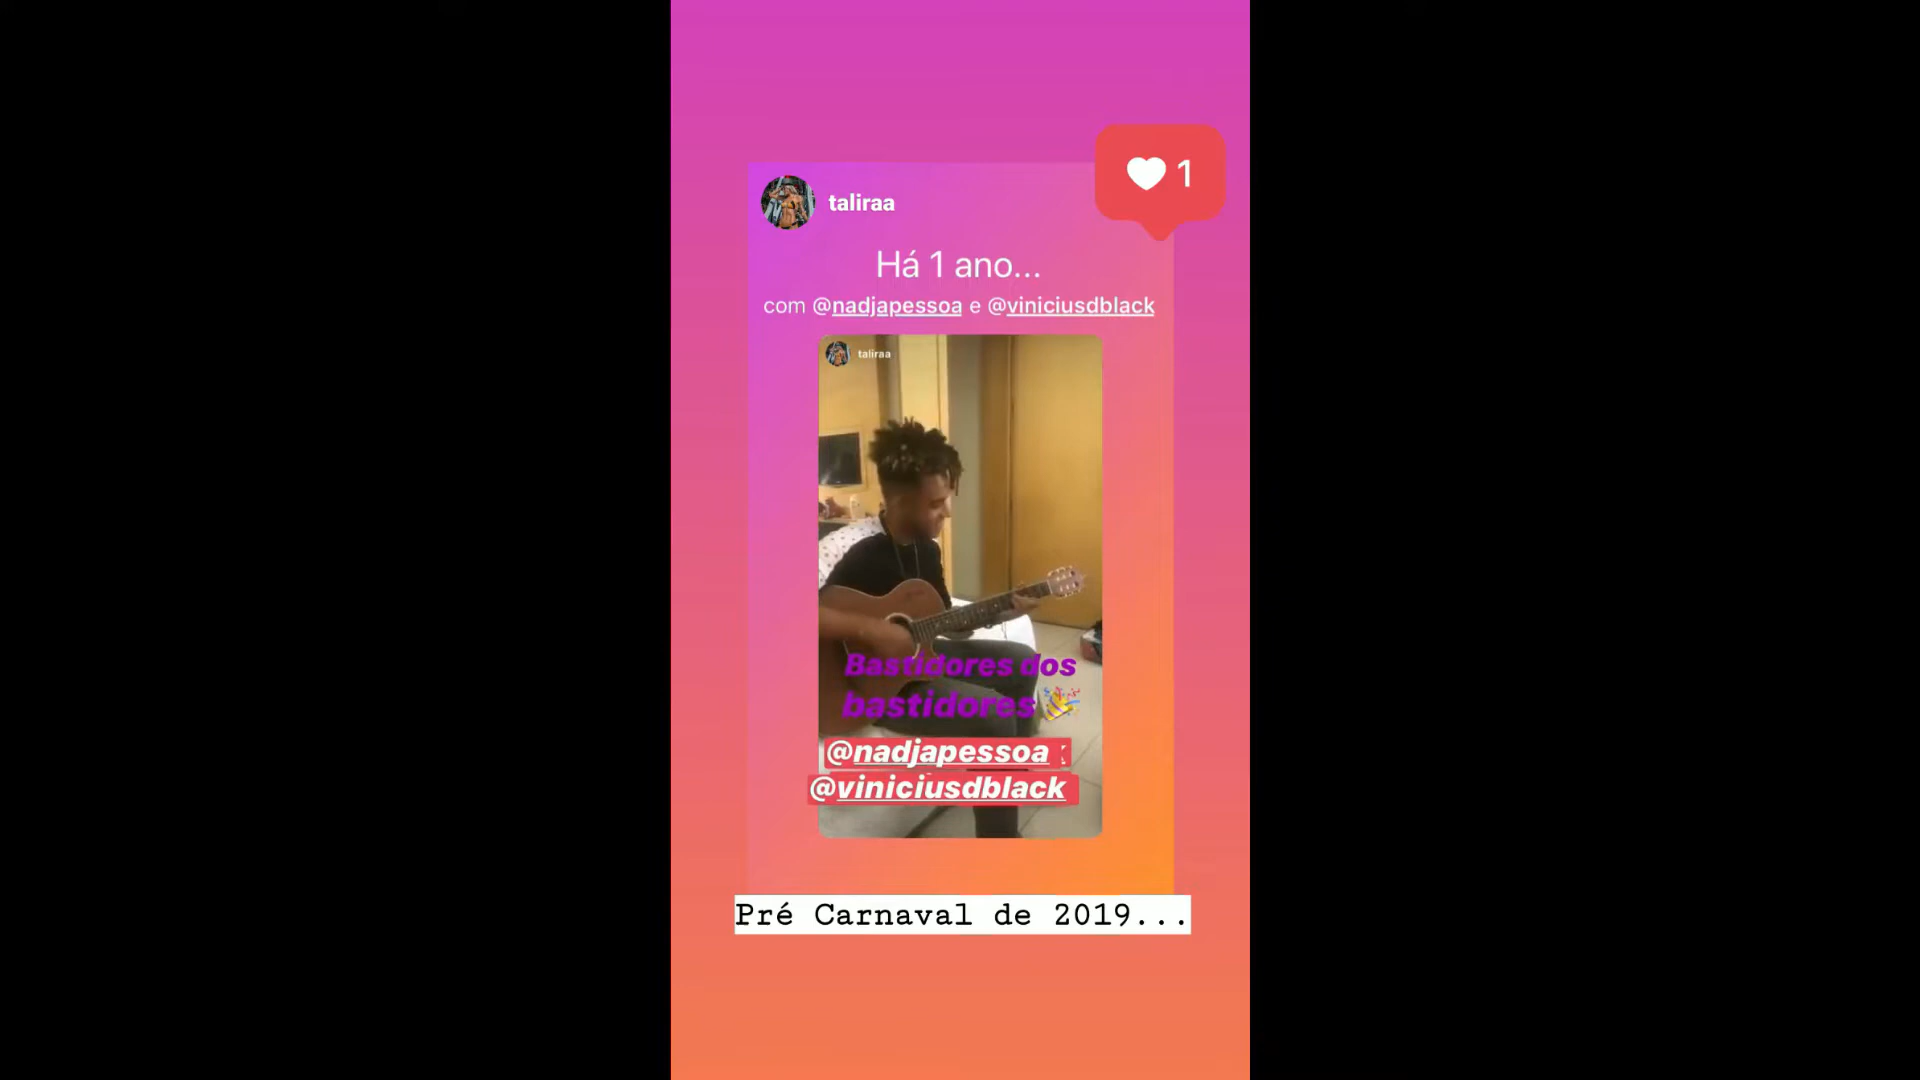 1
taliraa
Há 1 ano...
com @nadjapessoa e @viniciusdblack
taliraa
Bastidores dos
bastidores🎉
@nadjapessoa
@viniciusdblack
Pré Carnaval de 2019...